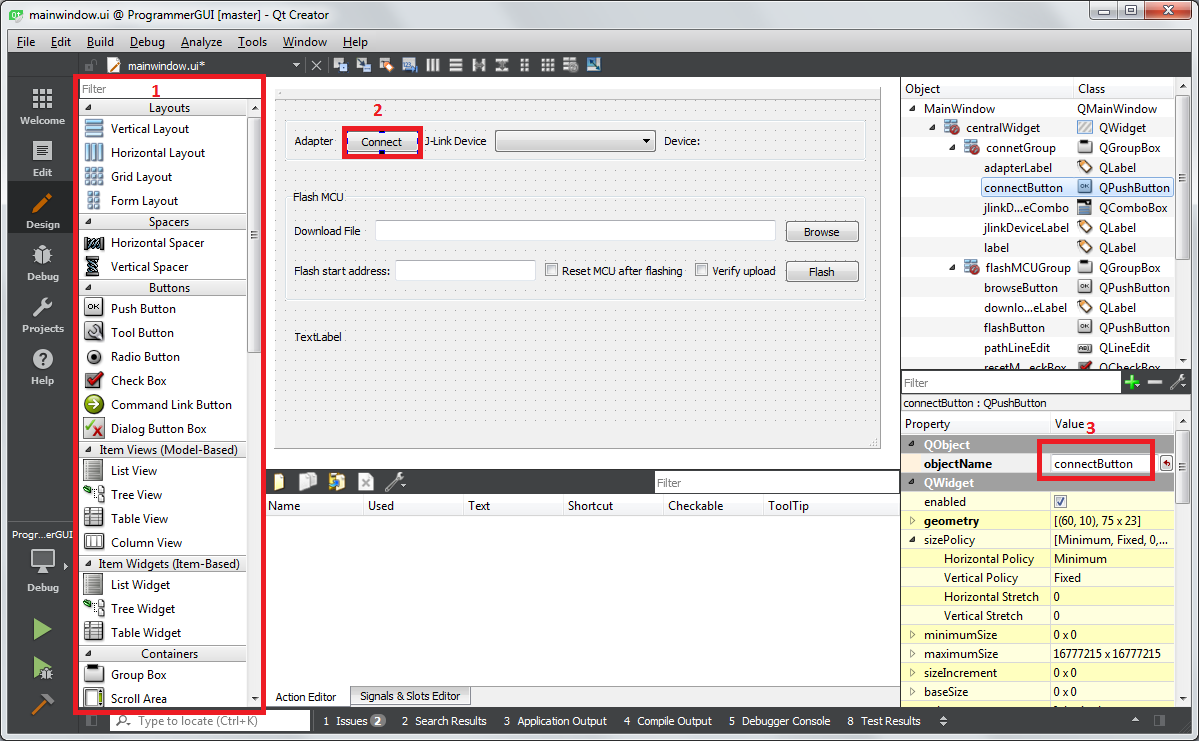 mainwindow.ui @ ProgrammerGUI [master] - Qt Creator
File Edit Build Debug Analyze Tools Window Help
mainwindow.ui*
Welcome
Edit
Design
Debug
Projects
Help
Progr...erGUI
Debug
Filter
1
Layouts
Vertical Layout
Horizontal Layout
Grid Layout
Form Layout
Spacers
Horizontal Spacer
Vertical Spacer
Buttons
OK Push Button
Tool Button
Radio Button
Check Box
Command Link Button
Dialog Button Box
Item Views (Model-Based)
List View
Tree View
Table View
Column View
Item Widgets (Item-Based)
List Widget
Tree Widget
Table Widget
Containers
Group Box
Scroll Area
2
Adapter Connect J-Link Device Device:
Flash MCU
Download File Browse
Flash start address: Reset MCU after flashing Verify upload Flash
TextLabel
Filter
Name Used Text Shortcut Checkable ToolTip
Action Editor Signals & Slots Editor
Object Class
MainWindow QMainWindow
centralWidget QWidget
connetGroup QGroupBox
adapterLabel QLabel
connectButton OK QPushButton
jlinkD...eCombo QComboBox
jlinkDeviceLabel QLabel
label QLabel
flashMCUGroup QGroupBox
browseButton OK QPushButton
downlo...eLabel QLabel
flashButton OK QPushButton
pathLineEdit QLineEdit
resetM...eckBox QCheckBox
Filter
connectButton : QPushButton
Property Value
3
QObject
objectName connectButton
QWidget
enabled
geometry [(60, 10), 75 x 23]
sizePolicy [Minimum, Fixed, 0,...
Horizontal Policy Minimum
Vertical Policy Fixed
Horizontal Stretch 0
Vertical Stretch 0
minimumSize 0 x 0
maximumSize 16777215 x 16777215
sizeIncrement 0 x 0
baseSize 0 x 0
Type to locate (Ctrl+K) 1 Issues 2 2 Search Results 3 Application Output 4 Compile Output 5 Debugger Console 8 Test Results